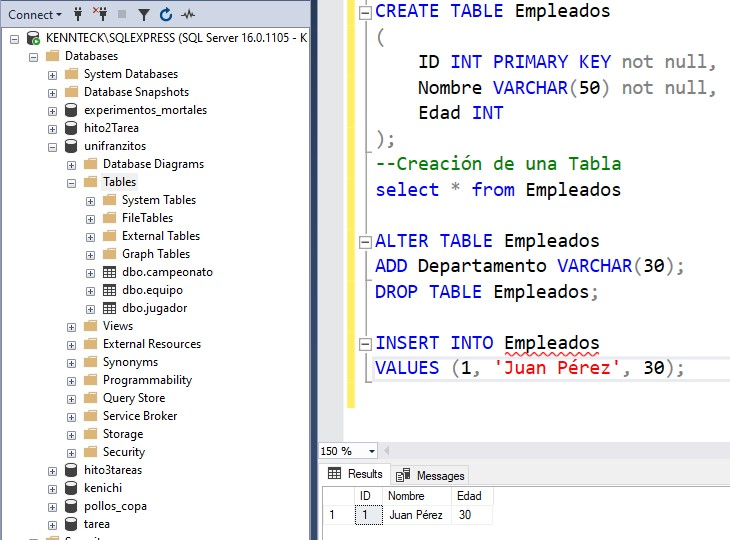 Connect
KENNTECK\SQLEXPRESS (SQL Server 16.0.1105 - K
Databases
System Databases
Database Snapshots
experimentos_mortales
hito2Tarea
unifranzitos
Database Diagrams
Tables
System Tables
FileTables
External Tables
Graph Tables
dbo.campeonato
dbo.equipo
dbo.jugador
Views
External Resources
Synonyms
Programmability
Query Store
Service Broker
Storage
Security
hito3tareas
kenichi
pollos_copa
tarea
CREATE TABLE Empleados
(
ID INT PRIMARY KEY not null,
Nombre VARCHAR(50) not null,
Edad INT
);
--Creación de una Tabla
select * from Empleados
ALTER TABLE Empleados
ADD Departamento VARCHAR(30);
DROP TABLE Empleados;
INSERT INTO Empleados
VALUES (1, 'Juan Pérez', 30);
150 %
Results Messages
ID Nombre Edad
1 1 Juan Pérez 30